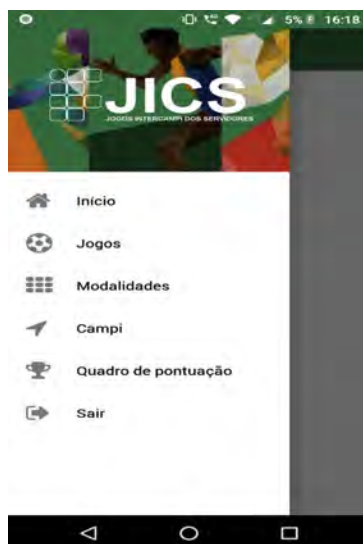 5% 16:18
JICS
JOGOS INTERCAMPI DOS SERVIDORES
Início
Jogos
Modalidades
Campi
Quadro de pontuação
Sair